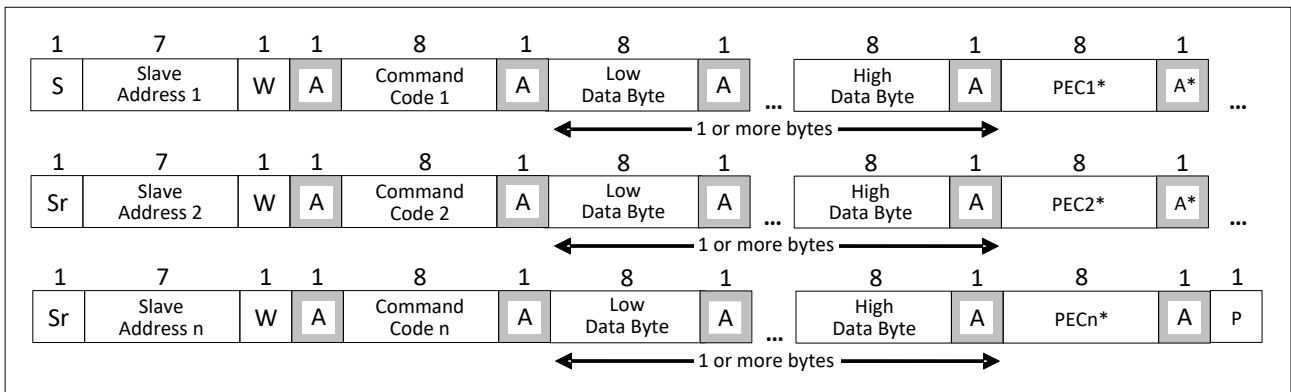 1 7 1 1 8 1 8 1 8 1 8 1
S Slave Address 1 W A Command Code 1 A Low Data Byte A ... High Data Byte A PEC1* A* ...
1 or more bytes
1 7 1 1 8 1 8 1 8 1 8 1
Sr Slave Address 2 W A Command Code 2 A Low Data Byte A ... High Data Byte A PEC2* A* ...
1 or more bytes
1 7 1 1 8 1 8 1 8 1 8 1 1
Sr Slave Address n W A Command Code n A Low Data Byte A ... High Data Byte A PECn* A P
1 or more bytes